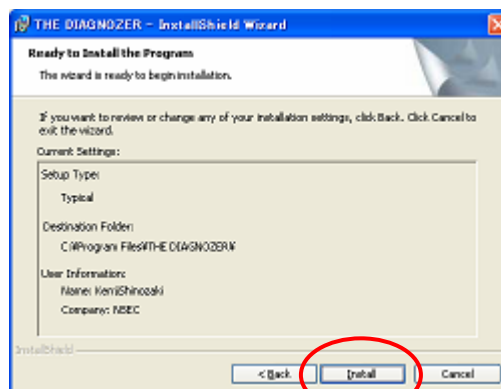 THE DIAGNOZER - InstallShield Wizard
Ready to Install the Program
The wizard is ready to begin installation.
If you want to review or change any of your installation settings, click Back. Click Cancel to
exit the wizard.
Current Settings:
Setup Type:
Typical
Destination Folder:
C:¥Program Files¥THE DIAGNOZER¥
User Information:
Name: KenjiShinozaki
Company: NSEC
InstallShield
< Back
Install
Cancel